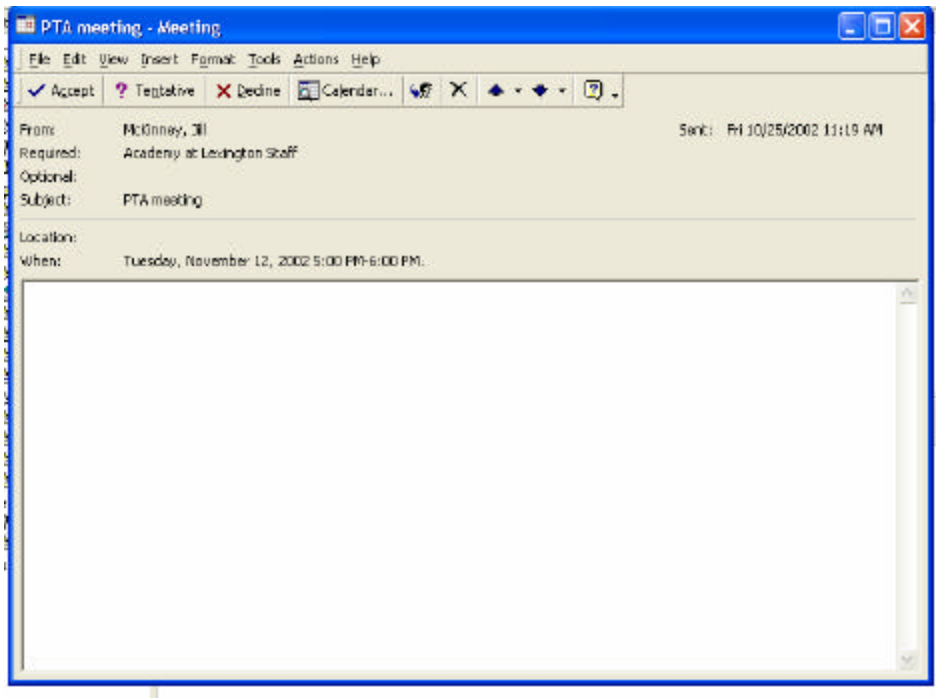 PTA meeting - Meeting
File Edit View Insert Format Tools Actions Help
Accept Tentative Decline Calendar...
From: McKinney, Jill Sent: Fri 10/25/2002 11:19 AM
Required: Academy at Lexington Staff
Optional:
Subject: PTA meeting
Location:
When: Tuesday, November 12, 2002 5:00 PM-6:00 PM.